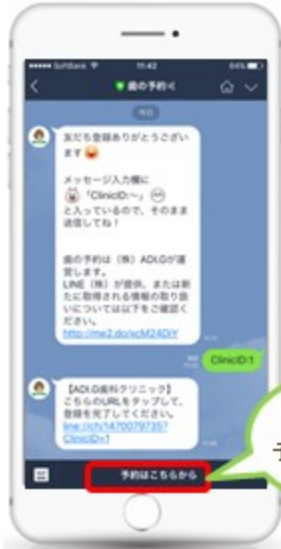 SoftBank
11:42
64%
歯の予約く
今日
友だち登録ありがとうござい
ます
メッセージ入力欄に
「ClinicID:～」
と入っているので、そのまま
送信してね！
歯の予約は（株）ADI.Gが運
営します。
LINE（株）が提供、または新
たに取得される情報の取り扱
いについては以下をご確認く
ださい。
http://me2.do/xcM24DiY
ClinicID:1
【ADI.G歯科クリニック】
こちらのURLをタップして、
登録を完了してください。
line://ch/1470079735?
ClinicID=1
予約はこちらから